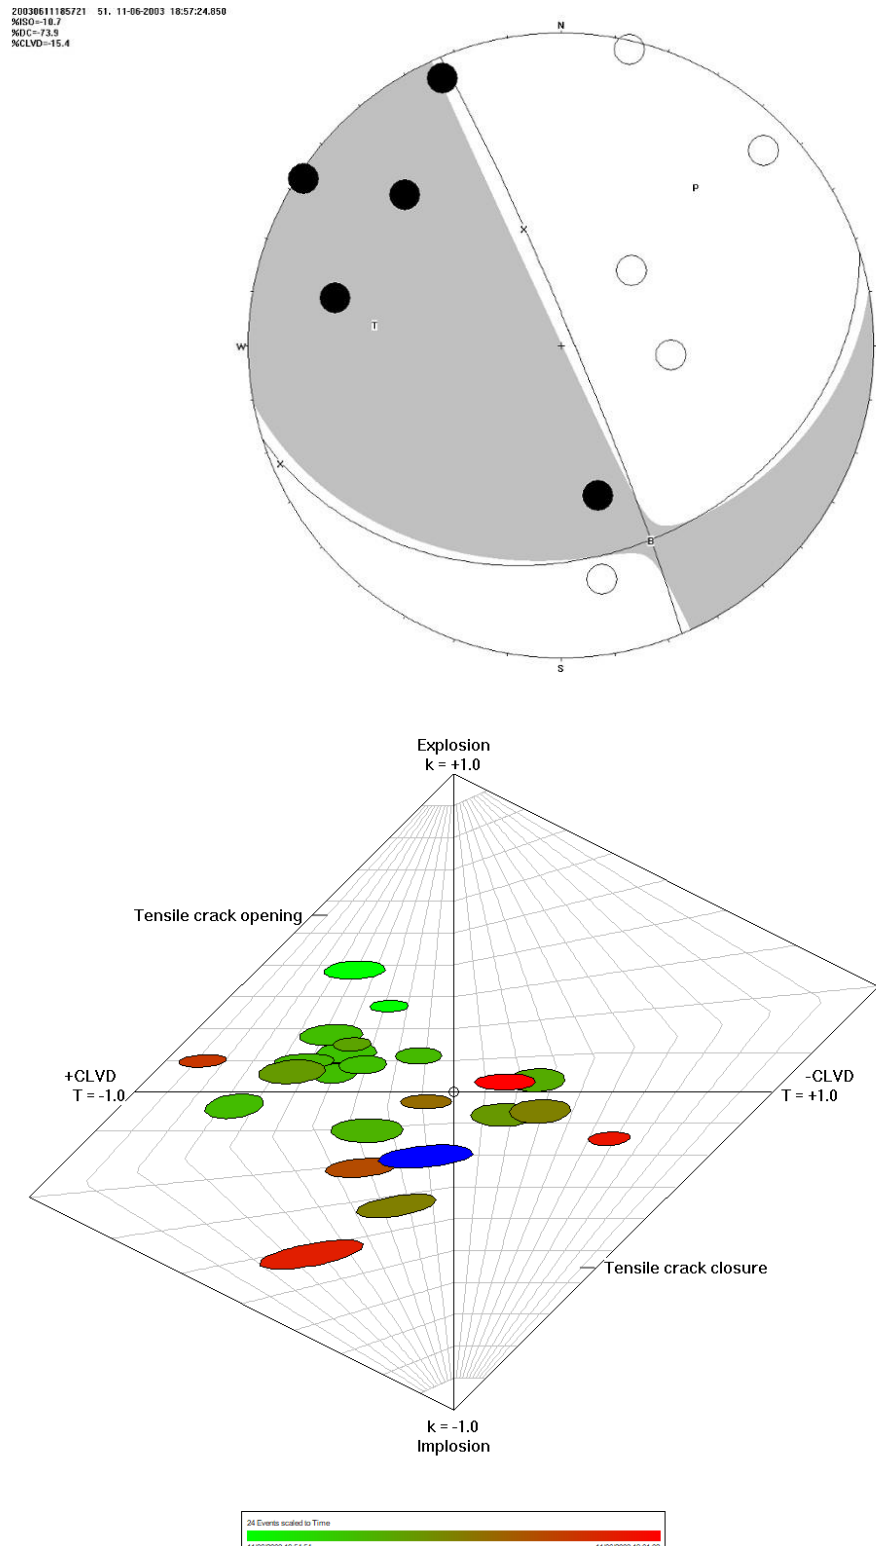 20030611185721 51. 11-06-2003 18:57:24.850
%ISO=-10.7
%DC=-73.9
%CLVD=-15.4
N
P
X
T
W
X
B
S
Explosion
k = +1.0
Tensile crack opening
+CLVD
T = -1.0
-CLVD
T = +1.0
Tensile crack closure
k = -1.0
Implosion
24 Events scaled to Time